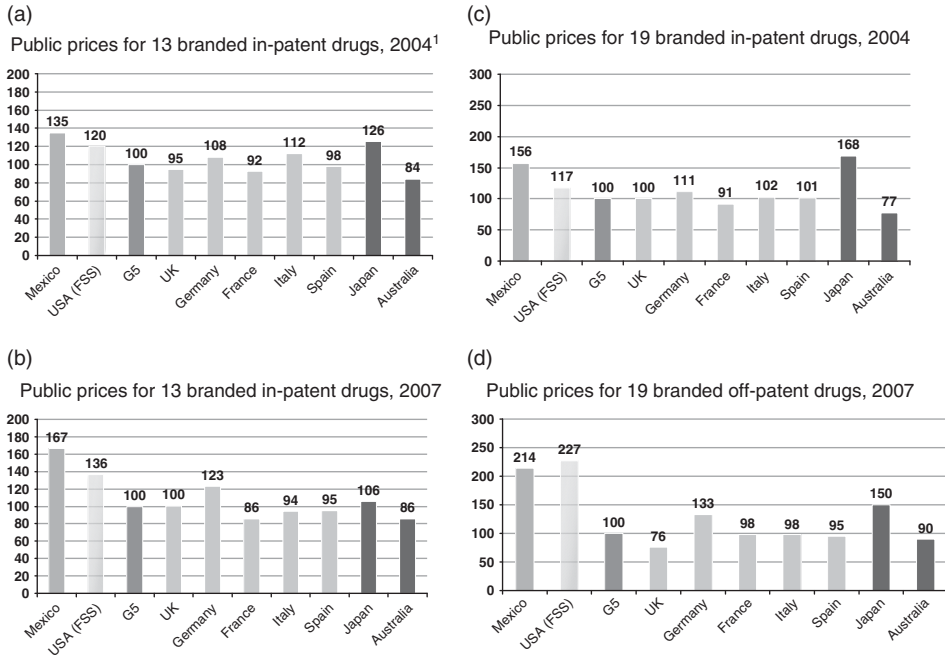 (a)
Public prices for 13 branded in-patent drugs, 2004¹
200
180
160
140
120
100
80
60
40
20
0
135
120
100
95
108
92
112
98
126
84
Mexico
USA (FSS)
G5
UK
Germany
France
Italy
Spain
Japan
Australia
(c)
Public prices for 19 branded in-patent drugs, 2004
300
250
200
150
100
50
0
156
117
100
100
111
91
102
101
168
77
Mexico
USA (FSS)
G5
UK
Germany
France
Italy
Spain
Japan
Australia
(b)
Public prices for 13 branded in-patent drugs, 2007
200
180
160
140
120
100
80
60
40
20
0
167
136
100
100
123
86
94
95
106
86
Mexico
USA (FSS)
G5
UK
Germany
France
Italy
Spain
Japan
Australia
(d)
Public prices for 19 branded off-patent drugs, 2007
300
250
200
150
100
50
0
214
227
100
76
133
98
98
95
150
90
Mexico
USA (FSS)
G5
UK
Germany
France
Italy
Spain
Japan
Australia